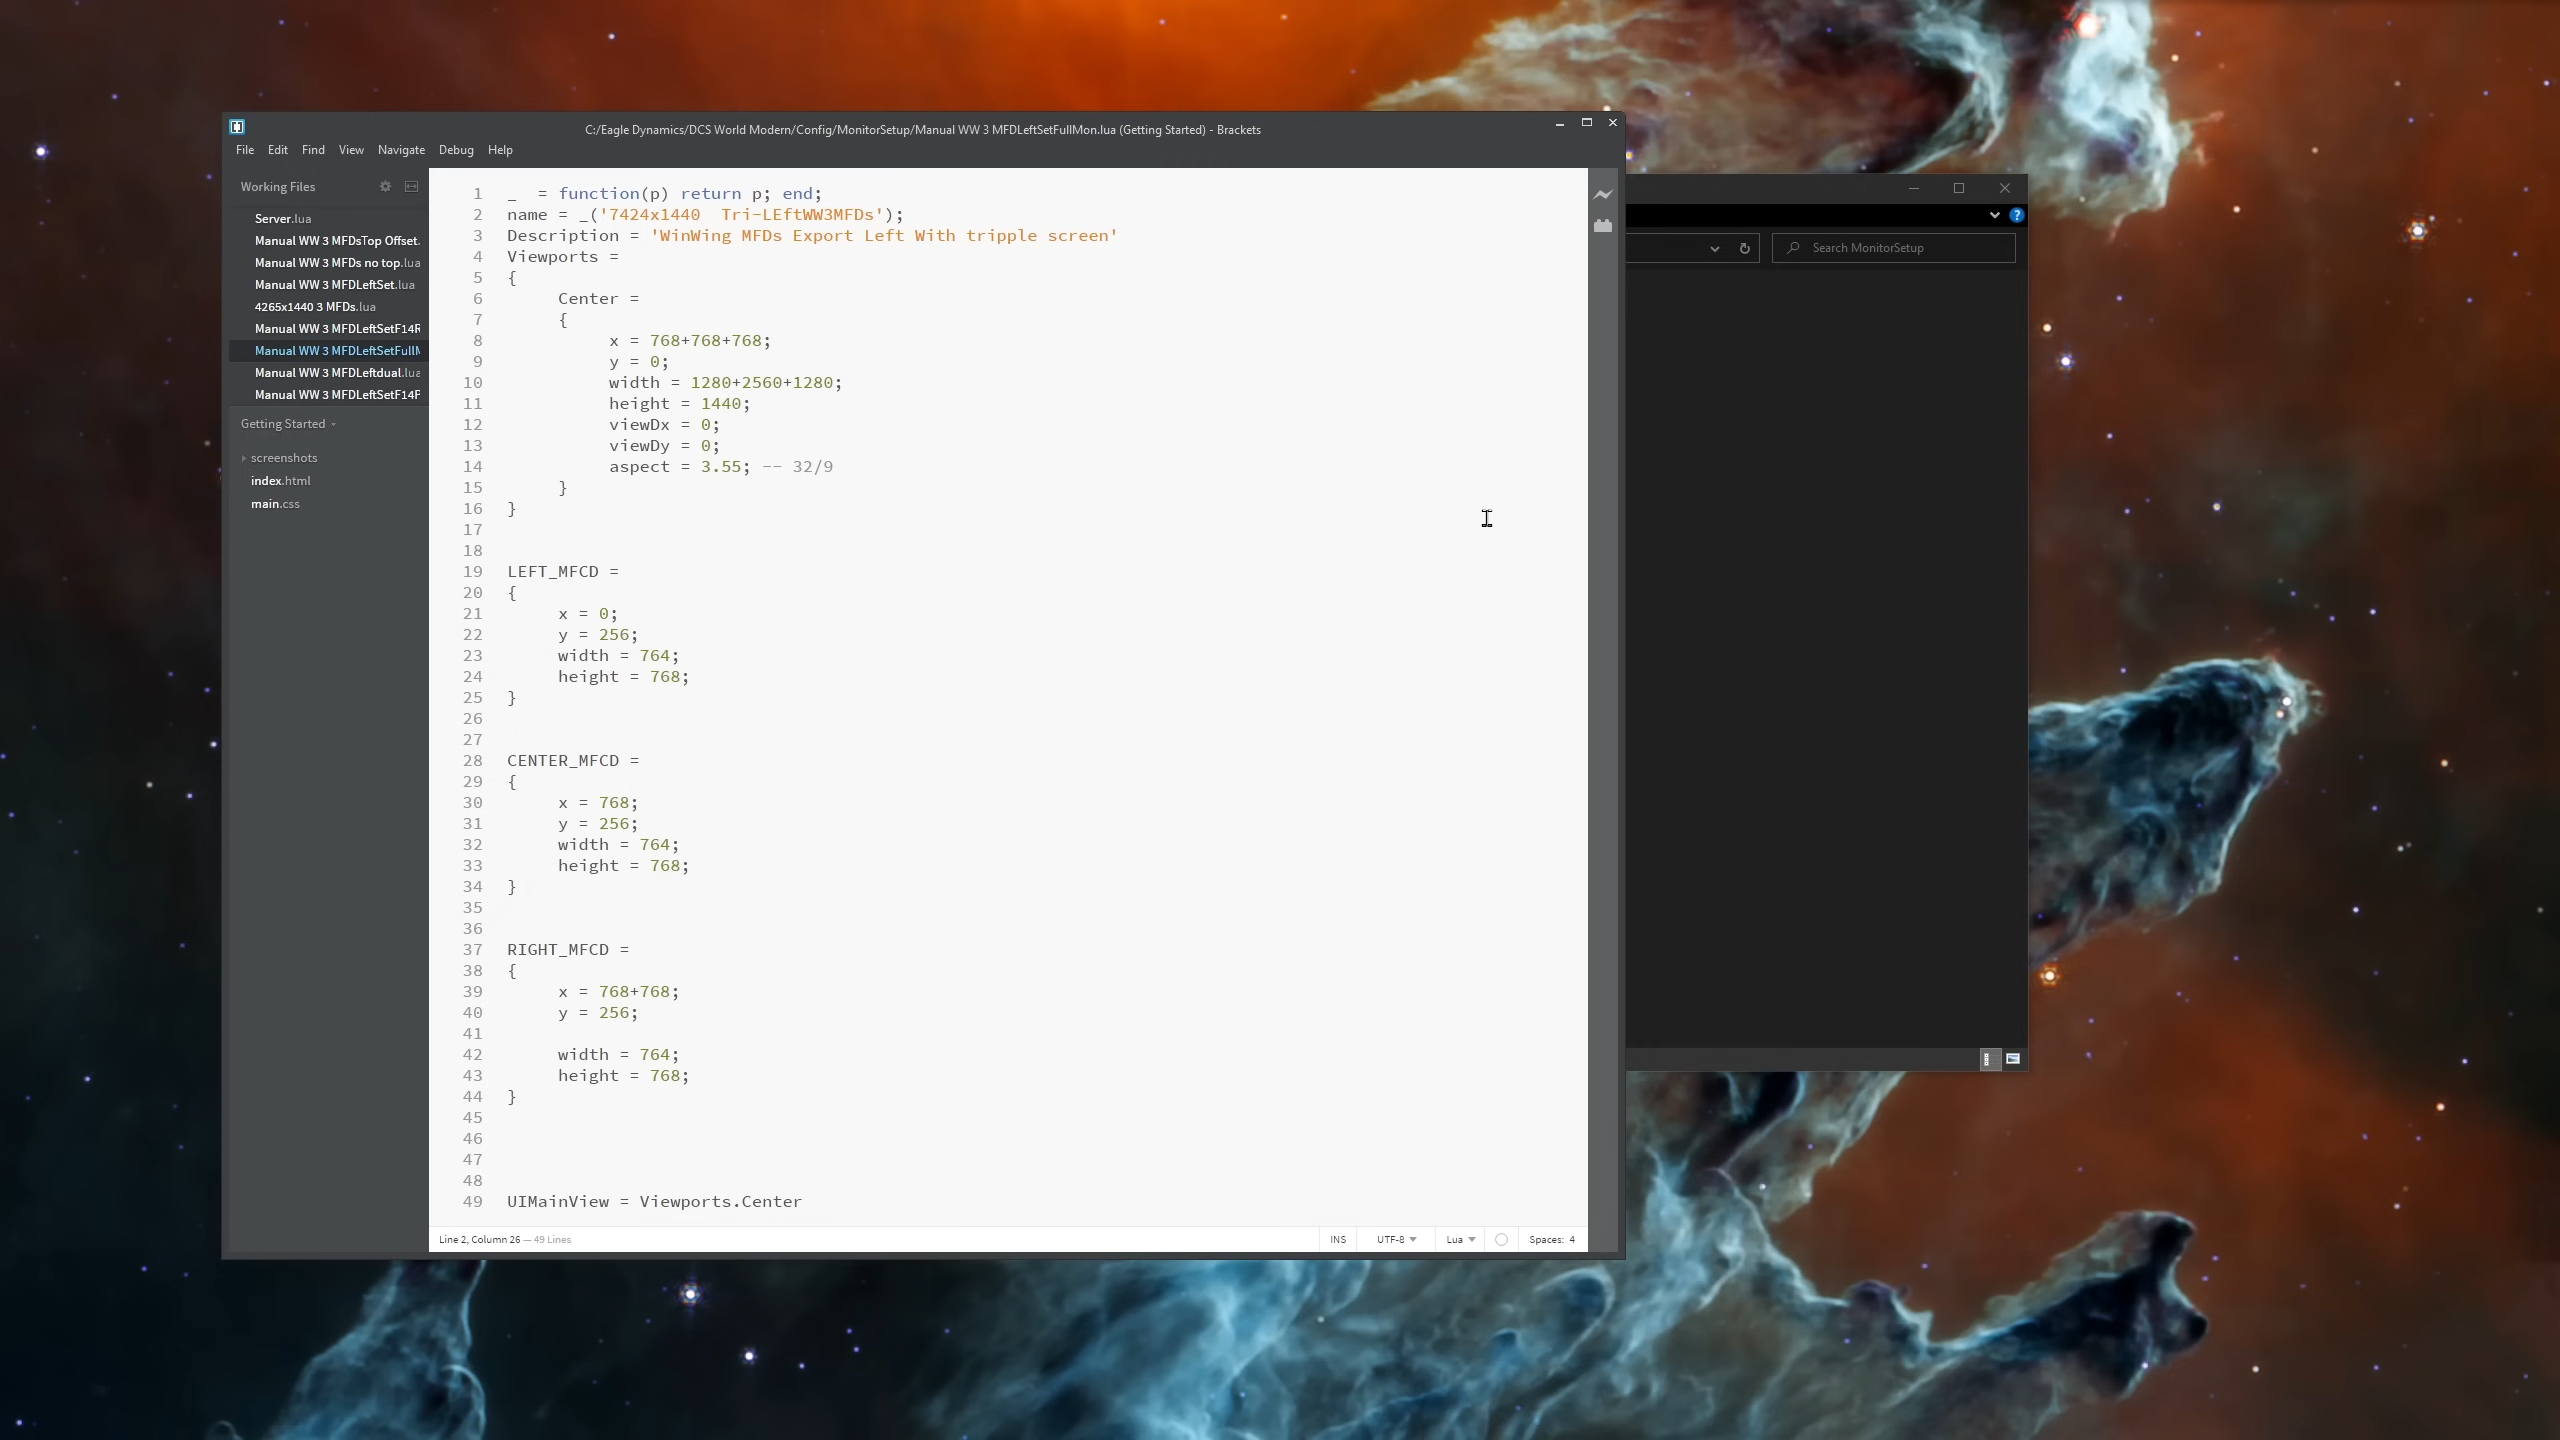 C:/Eagle Dynamics/DCS World Modern/Config/MonitorSetup/Manual WW 3 MFDLeftSetFullMon.lua (Getting Started) - Brackets
File Edit Find View Navigate Debug Help
Working Files
Server.lua
Manual WW 3 MFDsTop Offset.
Manual WW 3 MFDs no top.lua
Manual WW 3 MFDLeftSet.lua
4265x1440 3 MFDs.lua
Manual WW 3 MFDLeftSetF14R
Manual WW 3 MFDLeftSetFullM
Manual WW 3 MFDLeftdual.lua
Manual WW 3 MFDLeftSetF14F
Getting Started
screenshots
index.html
main.css
1 _  = function(p) return p; end;
2 name = _('7424x1440  Tri-LEftWW3MFDs');
3 Description = 'WinWing MFDs Export Left With tripple screen'
4 Viewports =
5 {
6      Center =
7      {
8           x = 768+768+768;
9           y = 0;
10           width = 1280+2560+1280;
11           height = 1440;
12           viewDx = 0;
13           viewDy = 0;
14           aspect = 3.55; -- 32/9
15      }
16 }
17
18
19 LEFT_MFCD =
20 {
21      x = 0;
22      y = 256;
23      width = 764;
24      height = 768;
25 }
26
27
28 CENTER_MFCD =
29 {
30      x = 768;
31      y = 256;
32      width = 764;
33      height = 768;
34 }
35
36
37 RIGHT_MFCD =
38 {
39      x = 768+768;
40      y = 256;
41
42      width = 764;
43      height = 768;
44 }
45
46
47
48
49 UIMainView = Viewports.Center
Line 2, Column 26 — 49 Lines
INS UTF-8 Lua Spaces: 4
Search MonitorSetup